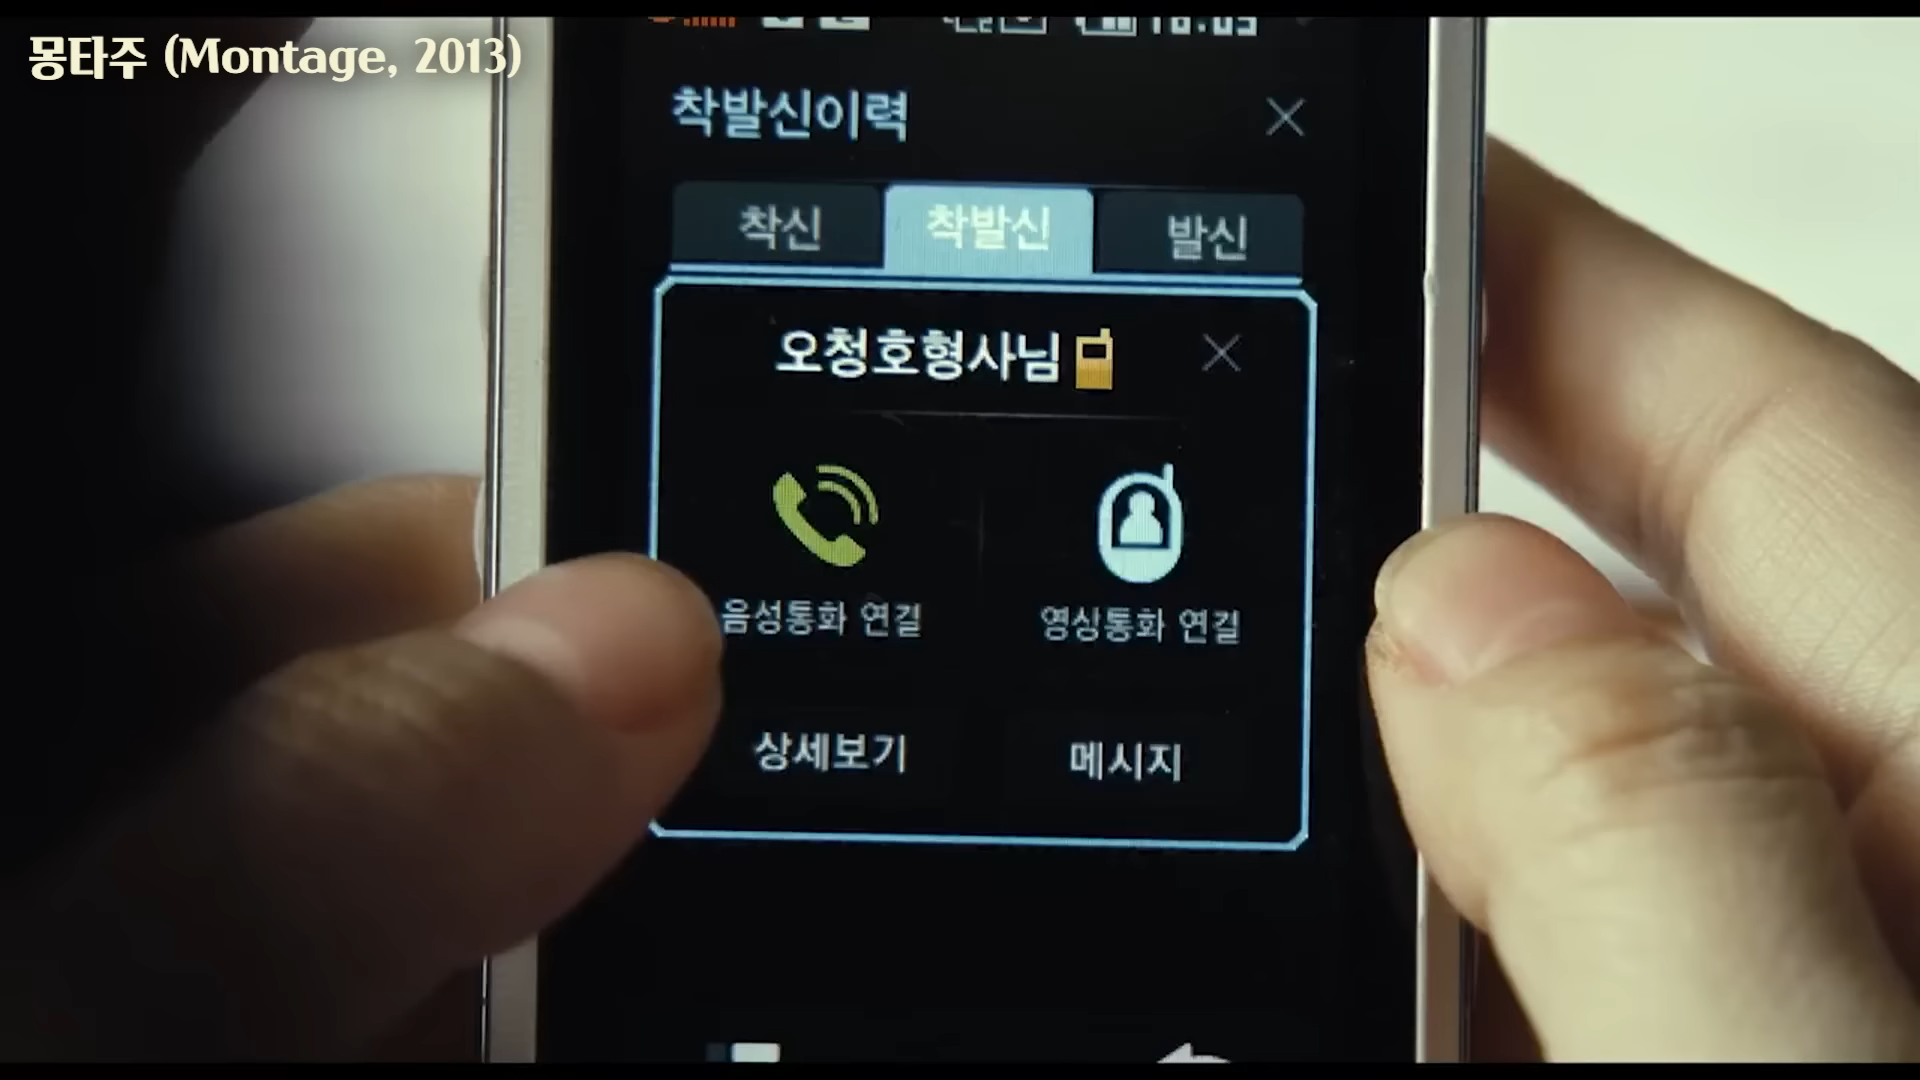 몽타주 (Montage, 2013)
착발신이력
착신 착발신 발신
오청호형사님
음성통화 연결 영상통화 연결
상세보기 메시지